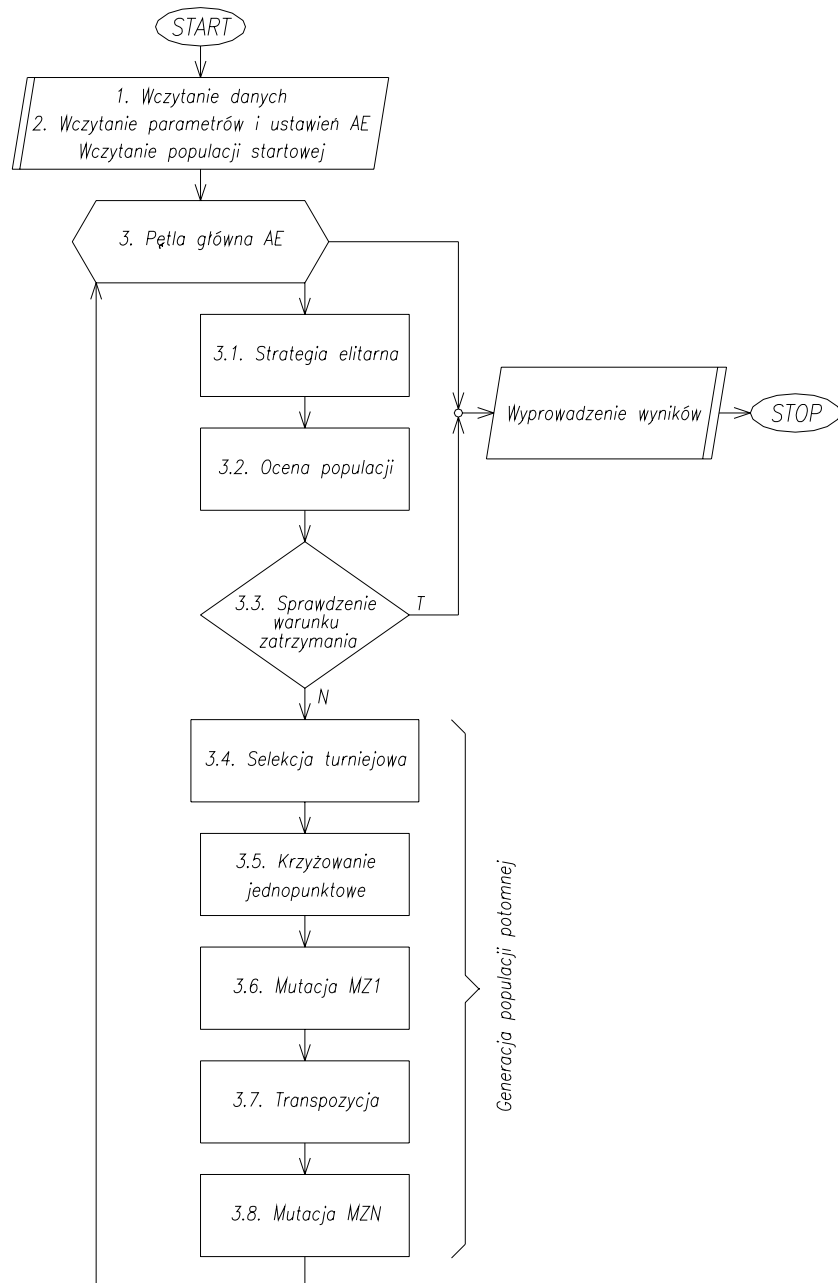 START
1. Wczytanie danych
2. Wczytanie parametrów i ustawień AE
Wczytanie populacji startowej
3. Pętla główna AE
3.1. Strategia elitarna
Wyprowadzenie wyników
STOP
3.2. Ocena populacji
3.3. Sprawdzenie
warunku
zatrzymania
T
N
3.4. Selekcja turniejowa
3.5. Krzyżowanie
jednopunktowe
3.6. Mutacja MZ1
3.7. Transpozycja
3.8. Mutacja MZN
Generacja populacji potomnej